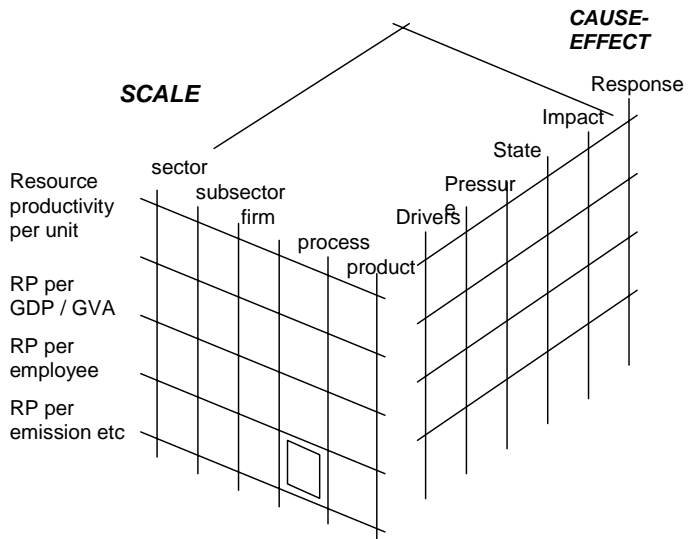 CAUSE-
EFFECT
SCALE
Response
Impact
State
Pressur
e
Drivers
sector
subsector
firm
process
product
Resource
productivity
per unit
RP per
GDP / GVA
RP per
employee
RP per
emission etc